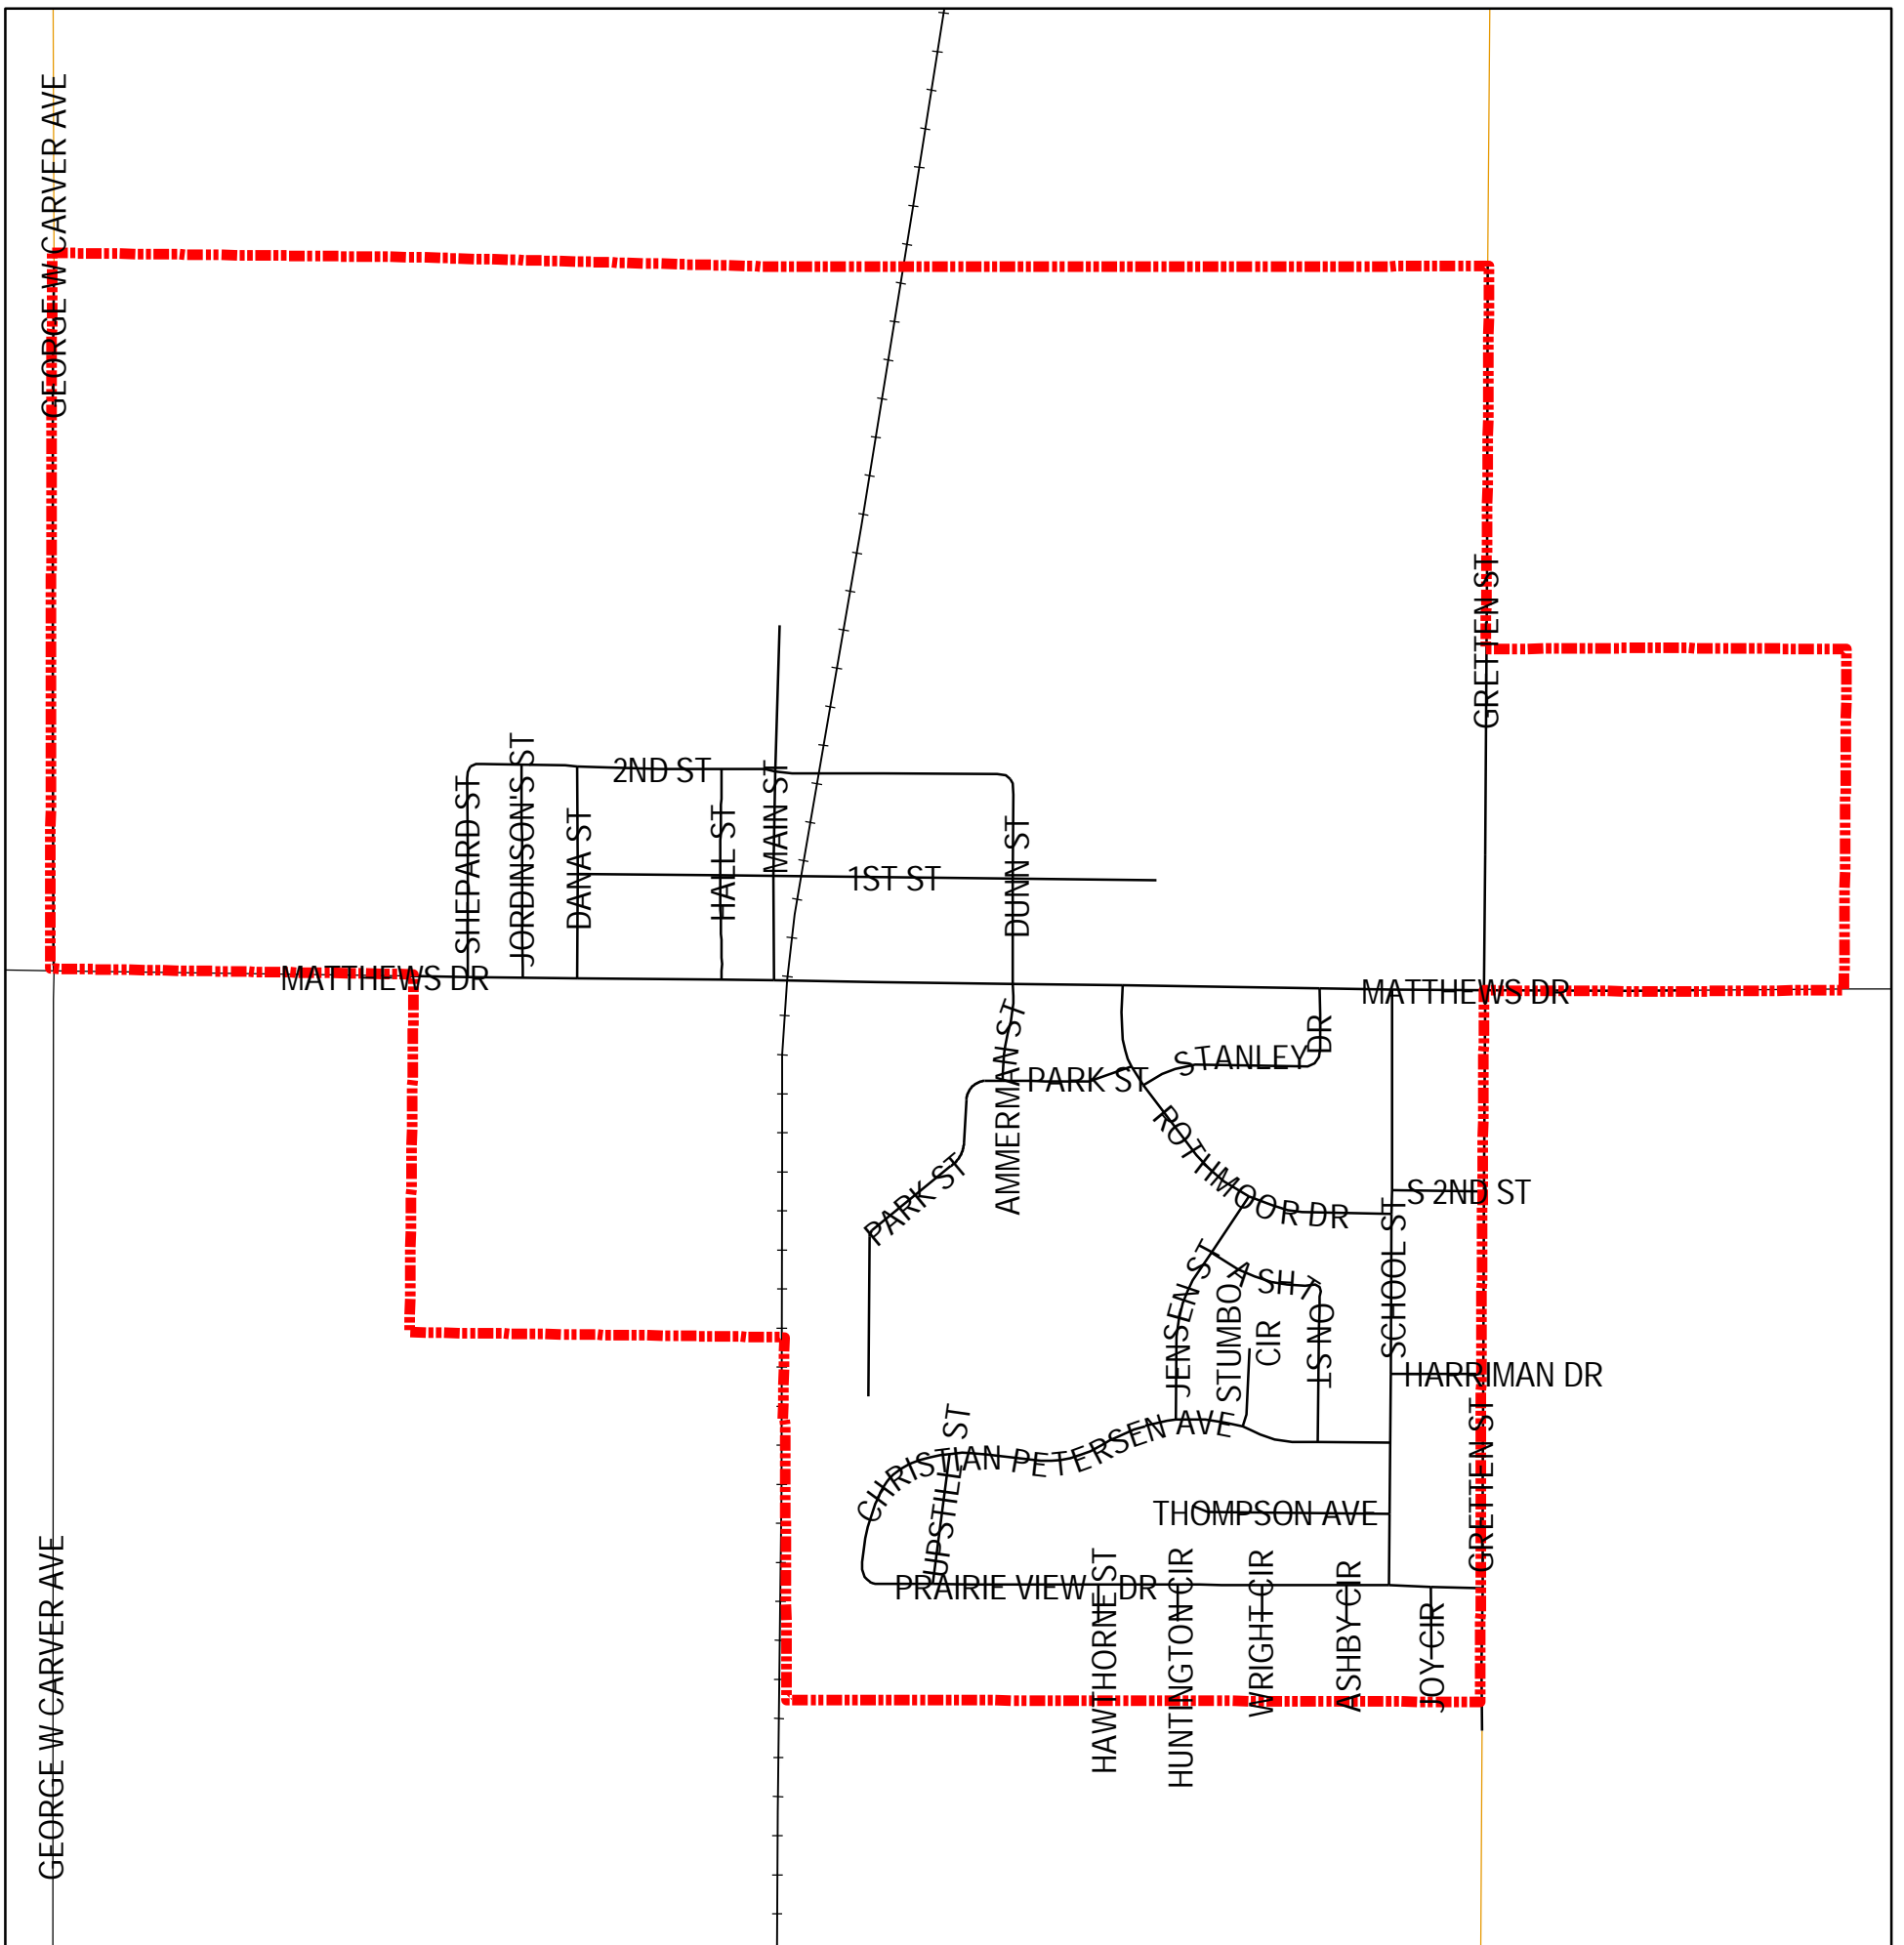 GEORGE W CARVER AVE
GRETTEN ST
2ND ST
SHEPARD ST
JORDINSON'S ST
DANA ST
HALL ST
MAIN ST
1ST ST
DUNN ST
MATTHEWS DR
MATTHEWS DR
AMMERMAN ST
PARK ST
STANLEY DR
PARK ST
ROTHMOOR DR
S 2ND ST
SCHOOL ST
JENSEN ST
ASHTON ST
STUMBO CIR
HARRIMAN DR
GRETTEN ST
CHRISTIAN PETERSEN AVE
UPSTILL ST
THOMPSON AVE
PRAIRIE VIEW DR
HAWTHORNE ST
HUNTINGTON CIR
WRIGHT CIR
ASHBY CIR
JOY CIR
GEORGE W CARVER AVE